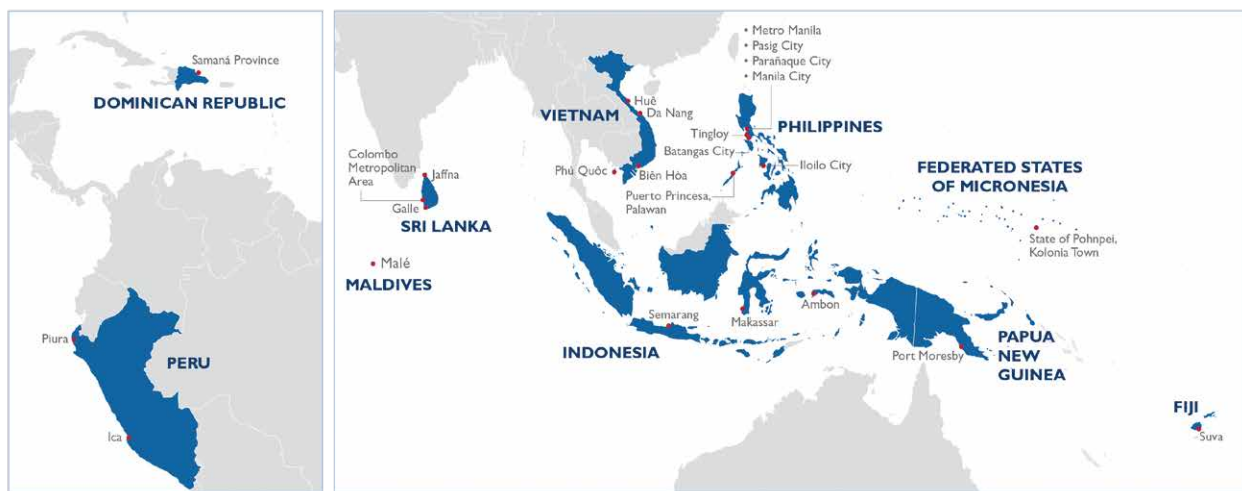 Samaná Province
DOMINICAN REPUBLIC
Piura
PERU
Ica
• Metro Manila
• Pasig City
• Parañaque City
• Manila City
Huê
VIETNAM
Da Nang
PHILIPPINES
Tingloy
Batangas City
Iloilo City
Colombo
Metropolitan
Area
Jaffna
Phú Quôc
Biên Hòa
FEDERATED STATES
OF MICRONESIA
Puerto Princesa,
Palawan
Galle
SRI LANKA
State of Pohnpei,
Kolonia Town
Malé
MALDIVES
Semarang
Makassar
Ambon
INDONESIA
Port Moresby
PAPUA
NEW
GUINEA
FIJI
Suva